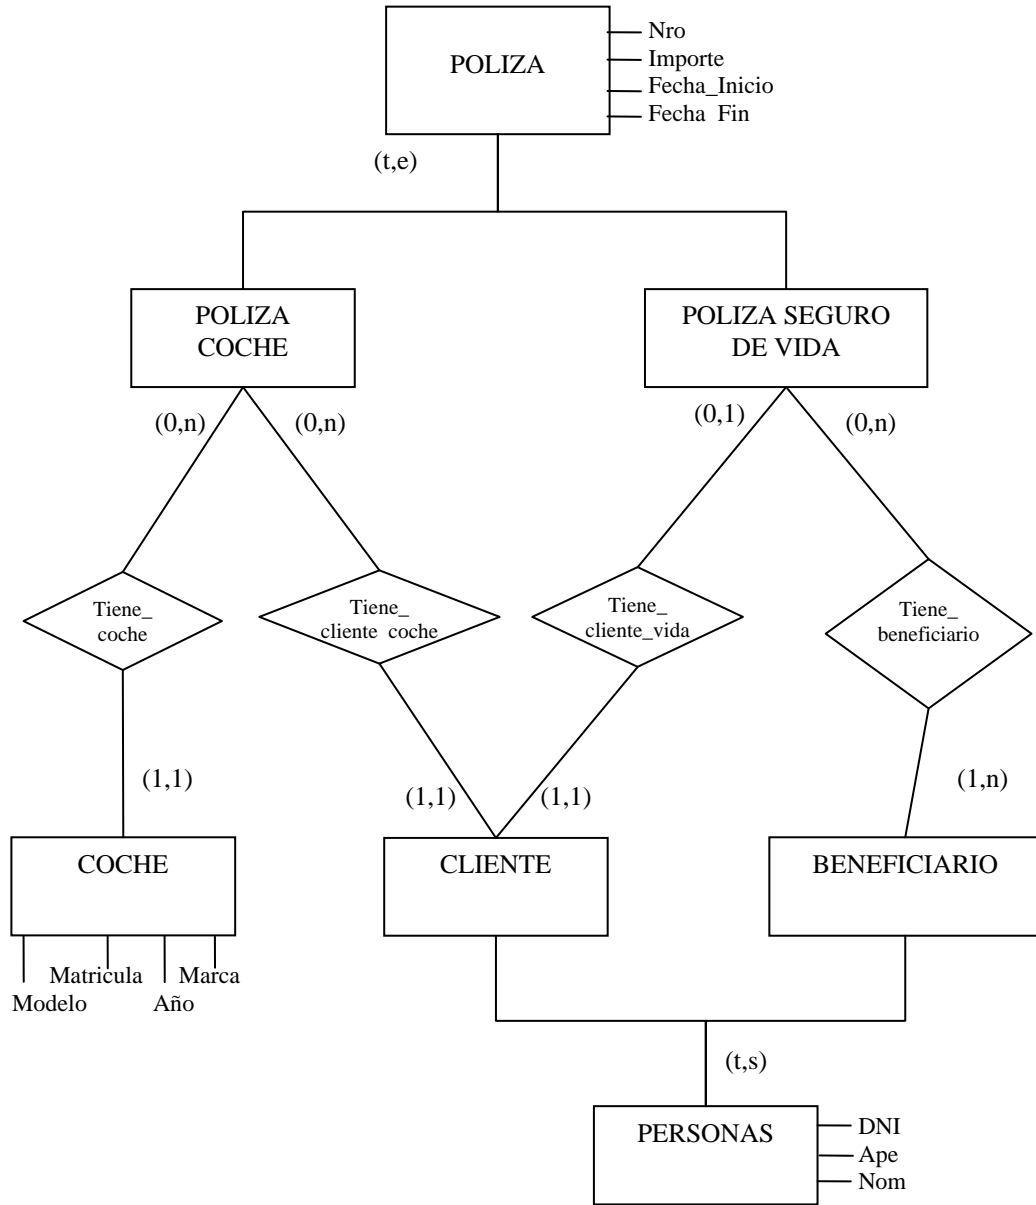 POLIZA
Nro
Importe
Fecha_Inicio
Fecha Fin
(t,e)
POLIZA
COCHE
POLIZA SEGURO
DE VIDA
(0,n)
(0,n)
(0,1)
(0,n)
Tiene_
coche
Tiene_
cliente coche
Tiene_
cliente_vida
Tiene_
beneficiario
(1,1)
(1,1)
(1,1)
(1,n)
COCHE
CLIENTE
BENEFICIARIO
Matricula
Marca
Modelo
Año
(t,s)
PERSONAS
DNI
Ape
Nom